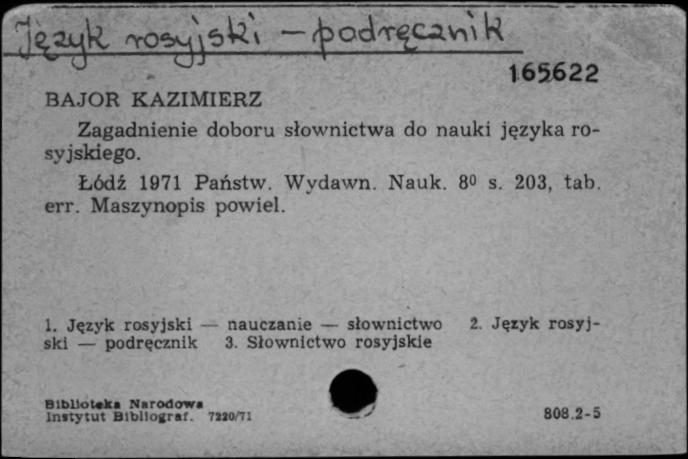 Język rosyjski – podręcznik
165622
BAJOR KAZIMIERZ
Zagadnienie doboru słownictwa do nauki języka ro-
syjskiego.
Łódź 1971 Państw. Wydawn. Nauk. 8⁰ s. 203, tab.
err. Maszynopis powiel.
1. Język rosyjski — nauczanie — słownictwo 2. Język rosyj-
ski — podręcznik 3. Słownictwo rosyjskie
Biblioteka Narodowa
Instytut Bibliograf. 7220/71
808.2-5